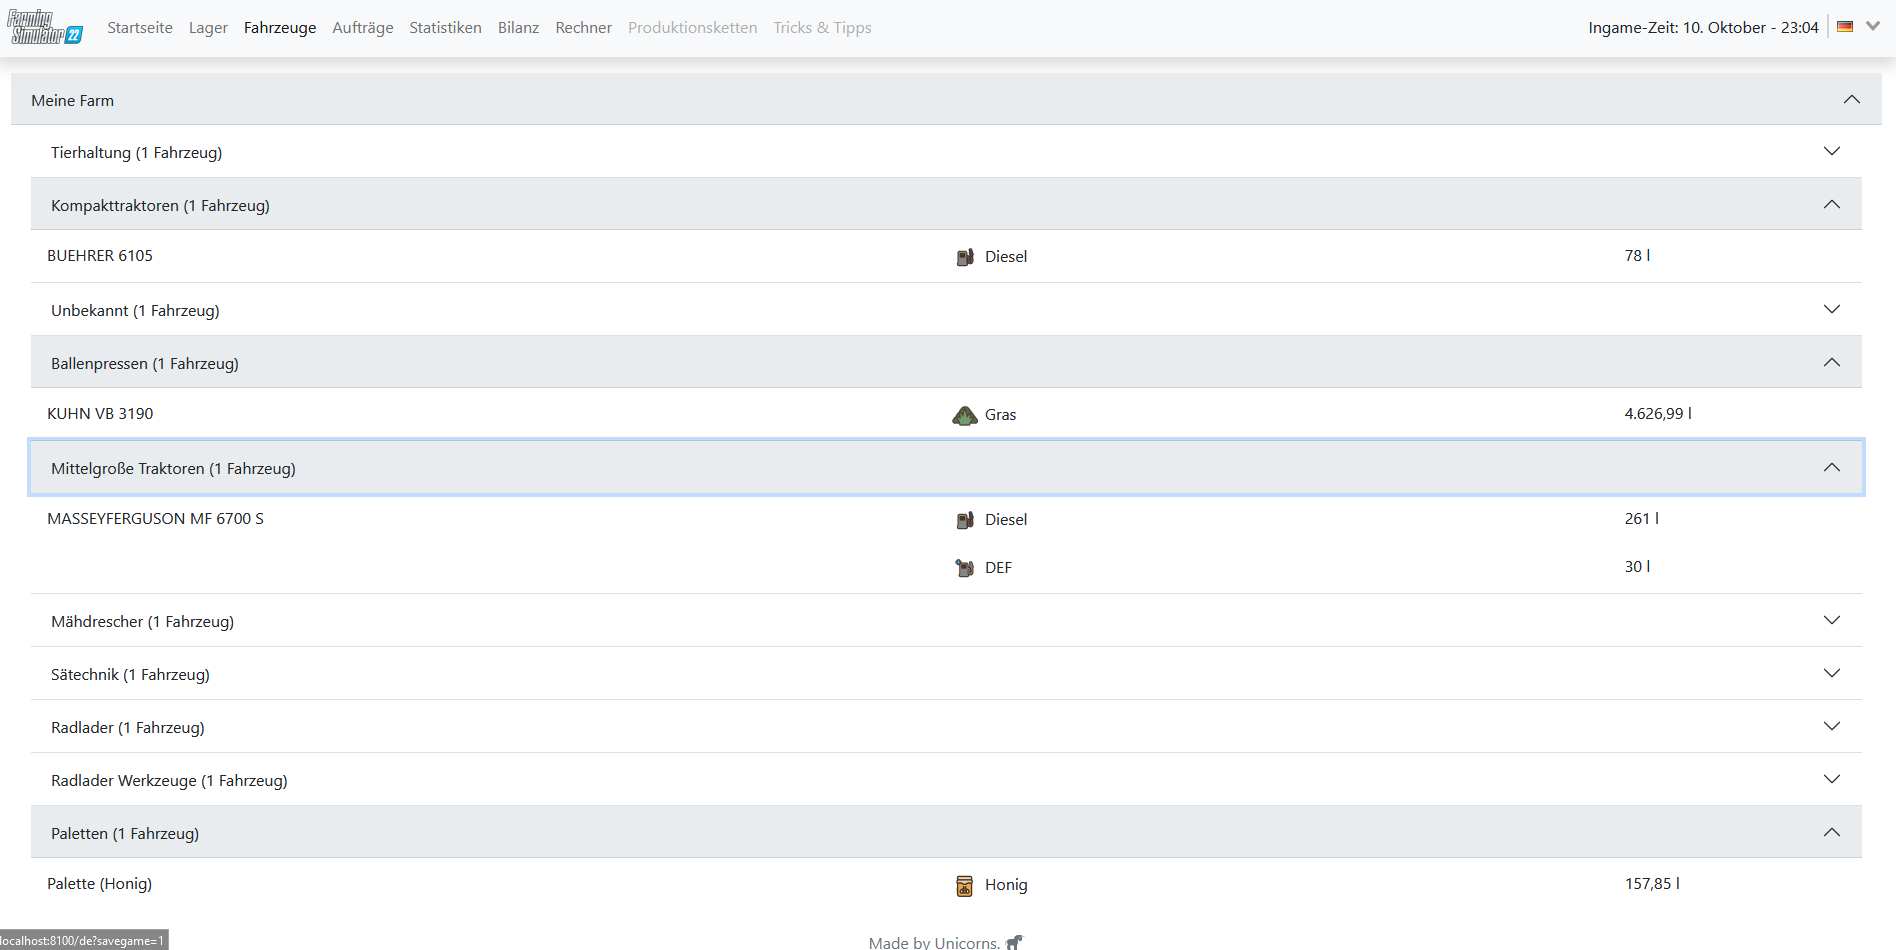 Farming Simulator 22
Startseite Lager Fahrzeuge Aufträge Statistiken Bilanz Rechner Produktionsketten Tricks & Tipps Ingame-Zeit: 10. Oktober - 23:04
Meine Farm
Tierhaltung (1 Fahrzeug)
Kompakttraktoren (1 Fahrzeug)
BUEHRER 6105 Diesel 78 l
Unbekannt (1 Fahrzeug)
Ballenpressen (1 Fahrzeug)
KUHN VB 3190 Gras 4.626,99 l
Mittelgroße Traktoren (1 Fahrzeug)
MASSEYFERGUSON MF 6700 S Diesel 261 l
DEF 30 l
Mähdrescher (1 Fahrzeug)
Sätechnik (1 Fahrzeug)
Radlader (1 Fahrzeug)
Radlader Werkzeuge (1 Fahrzeug)
Paletten (1 Fahrzeug)
Palette (Honig) Honig 157,85 l
Made by Unicorns.
localhost:8100/de?savegame=1